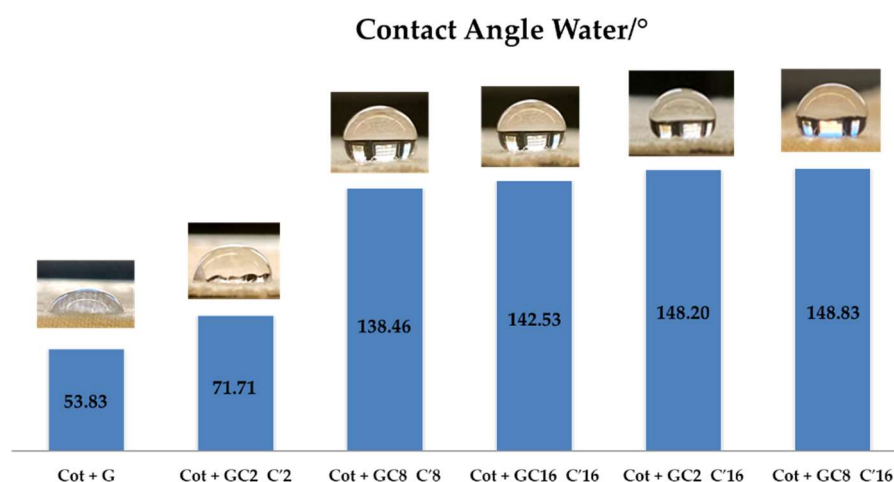 Contact Angle Water/°
53.83
71.71
138.46
142.53
148.20
148.83
Cot + G
Cot + GC2 C′2
Cot + GC8 C′8
Cot + GC16 C′16
Cot + GC2 C′16
Cot + GC8 C′16